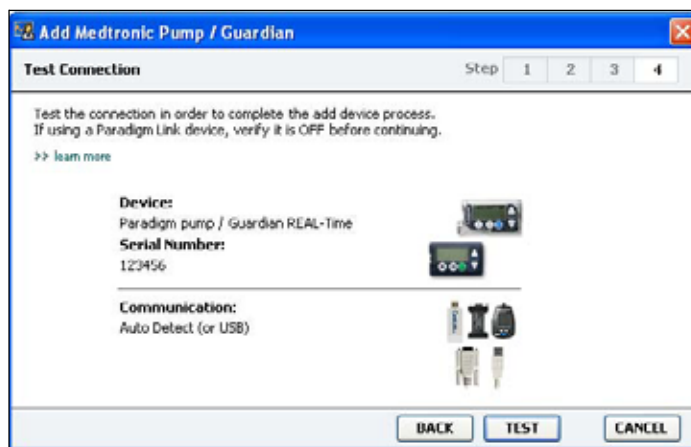 Add Medtronic Pump / Guardian
Test Connection
Step 1 2 3 4
Test the connection in order to complete the add device process.
If using a Paradigm Link device, verify it is OFF before continuing.
>> learn more
Device:
Paradigm pump / Guardian REAL-Time
Serial Number:
123456
Communication:
Auto Detect (or USB)
BACK TEST CANCEL